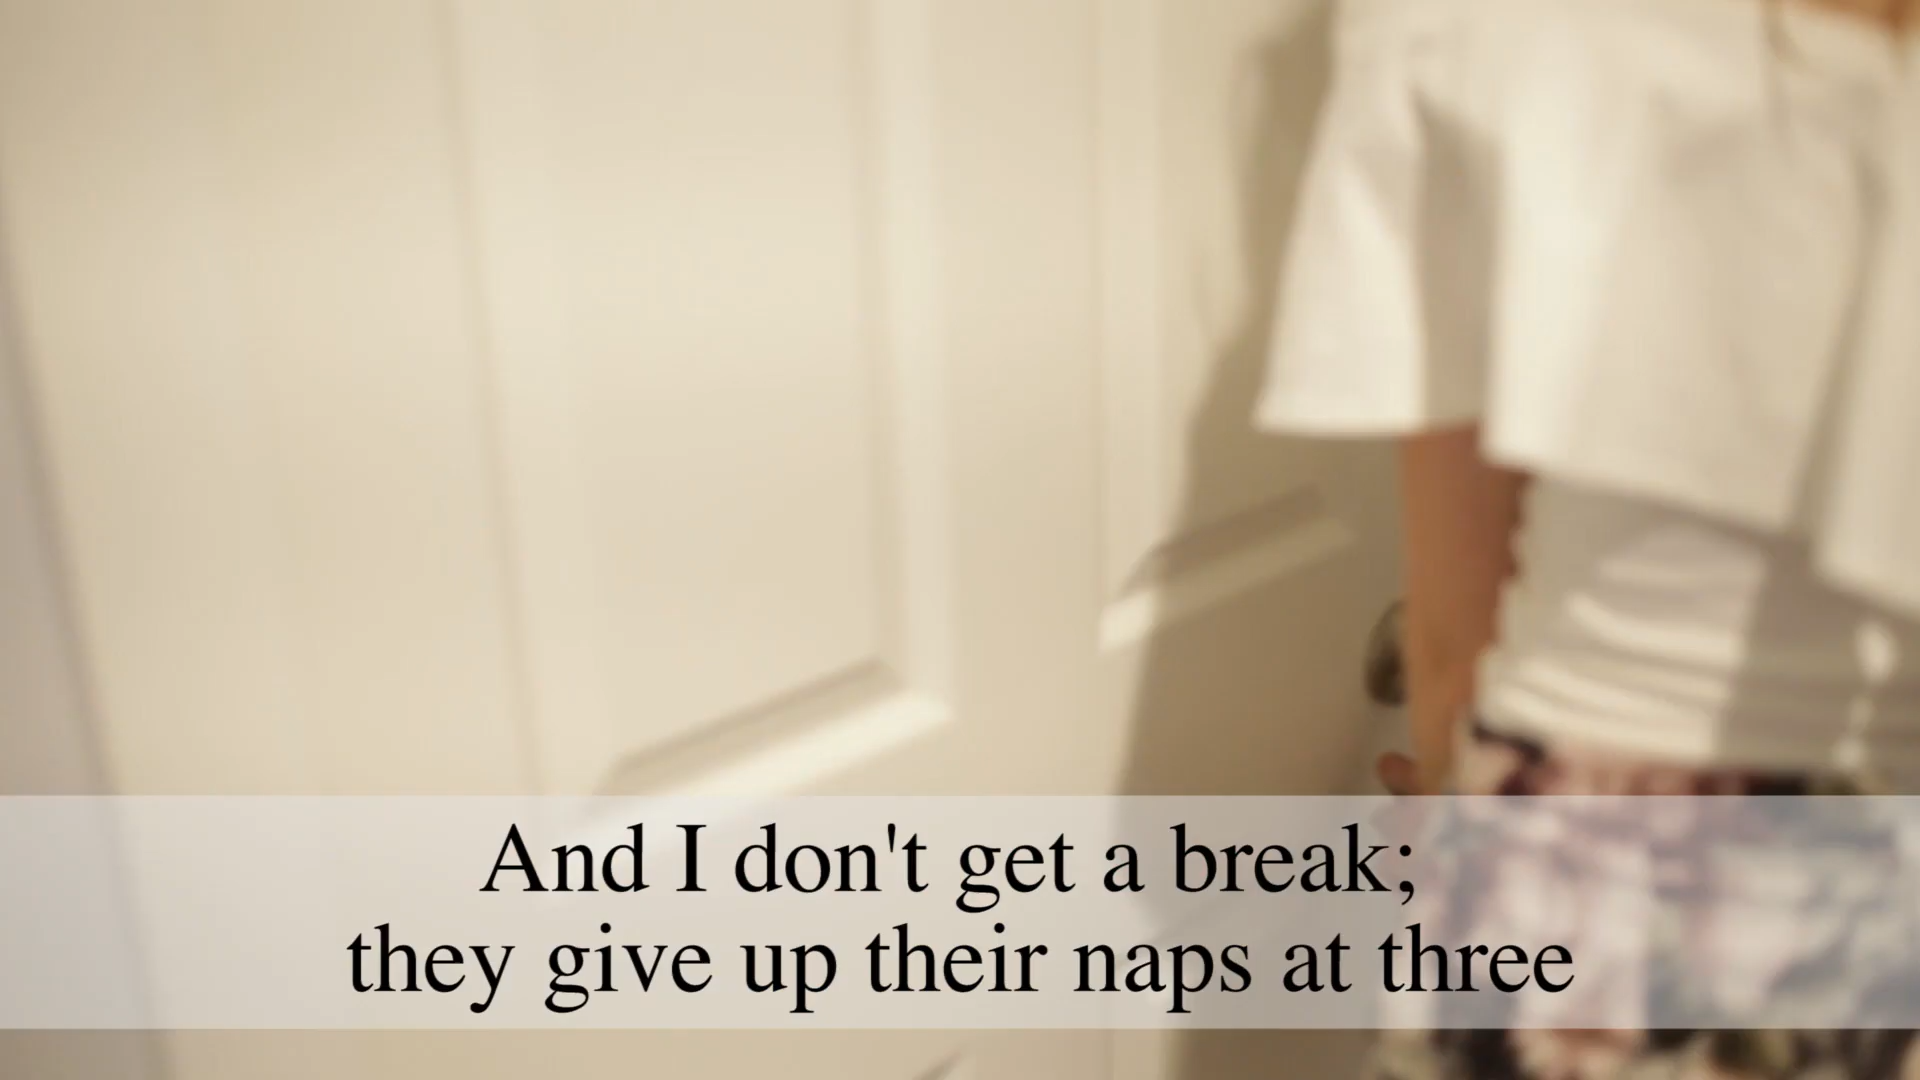 And I don't get a break;
they give up their naps at three